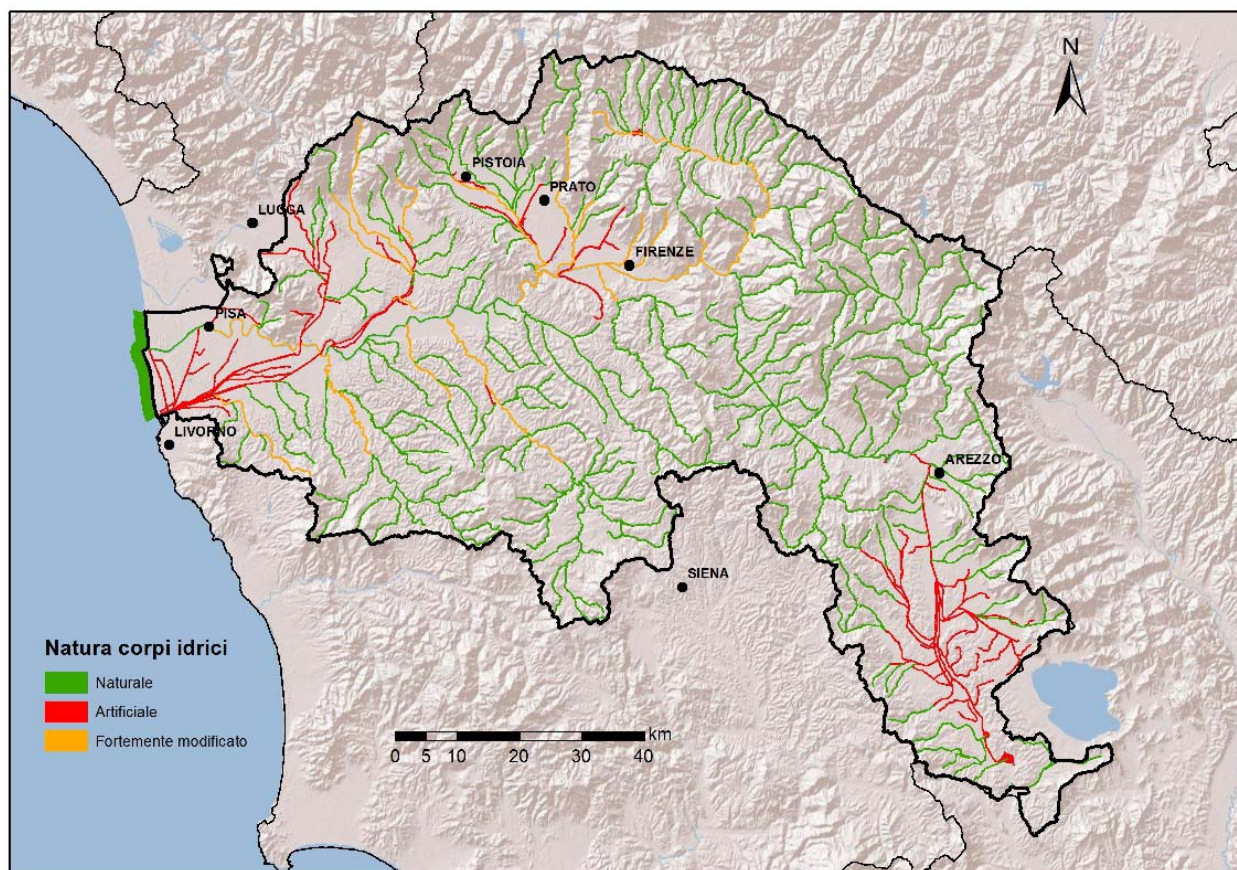 N
PISTOIA
PRATO
LUCCA
FIRENZE
PISA
LIVORNO
AREZZO
SIENA
Natura corpi idrici
Naturale
Artificiale
Fortemente modificato
km
0 5 10 20 30 40